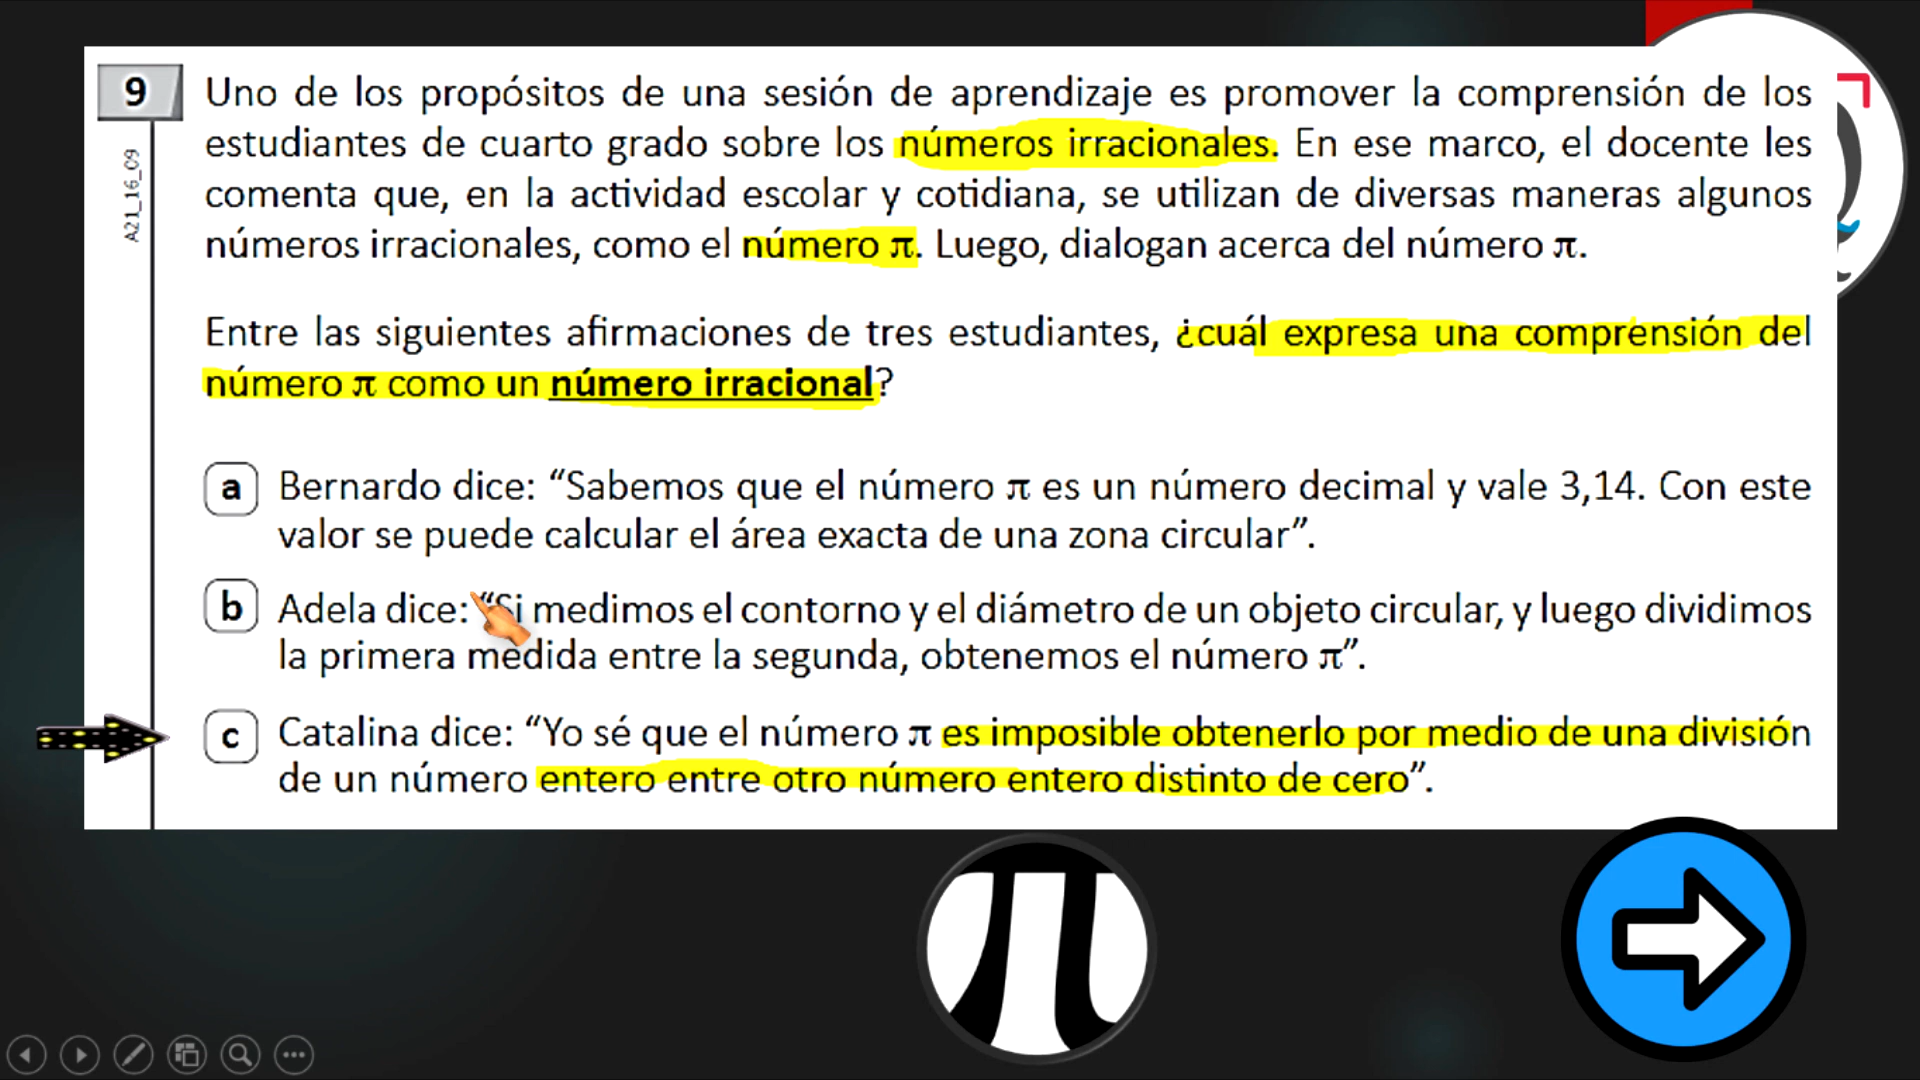 9
A21_16_09
Uno de los propósitos de una sesión de aprendizaje es promover la comprensión de los
estudiantes de cuarto grado sobre los números irracionales. En ese marco, el docente les
comenta que, en la actividad escolar y cotidiana, se utilizan de diversas maneras algunos
números irracionales, como el número π. Luego, dialogan acerca del número π.
Entre las siguientes afirmaciones de tres estudiantes, ¿cuál expresa una comprensión del
número π como un número irracional?
a Bernardo dice: “Sabemos que el número π es un número decimal y vale 3,14. Con este
valor se puede calcular el área exacta de una zona circular”.
b Adela dice: “Si medimos el contorno y el diámetro de un objeto circular, y luego dividimos
la primera medida entre la segunda, obtenemos el número π”.
c Catalina dice: “Yo sé que el número π es imposible obtenerlo por medio de una división
de un número entero entre otro número entero distinto de cero”.
π